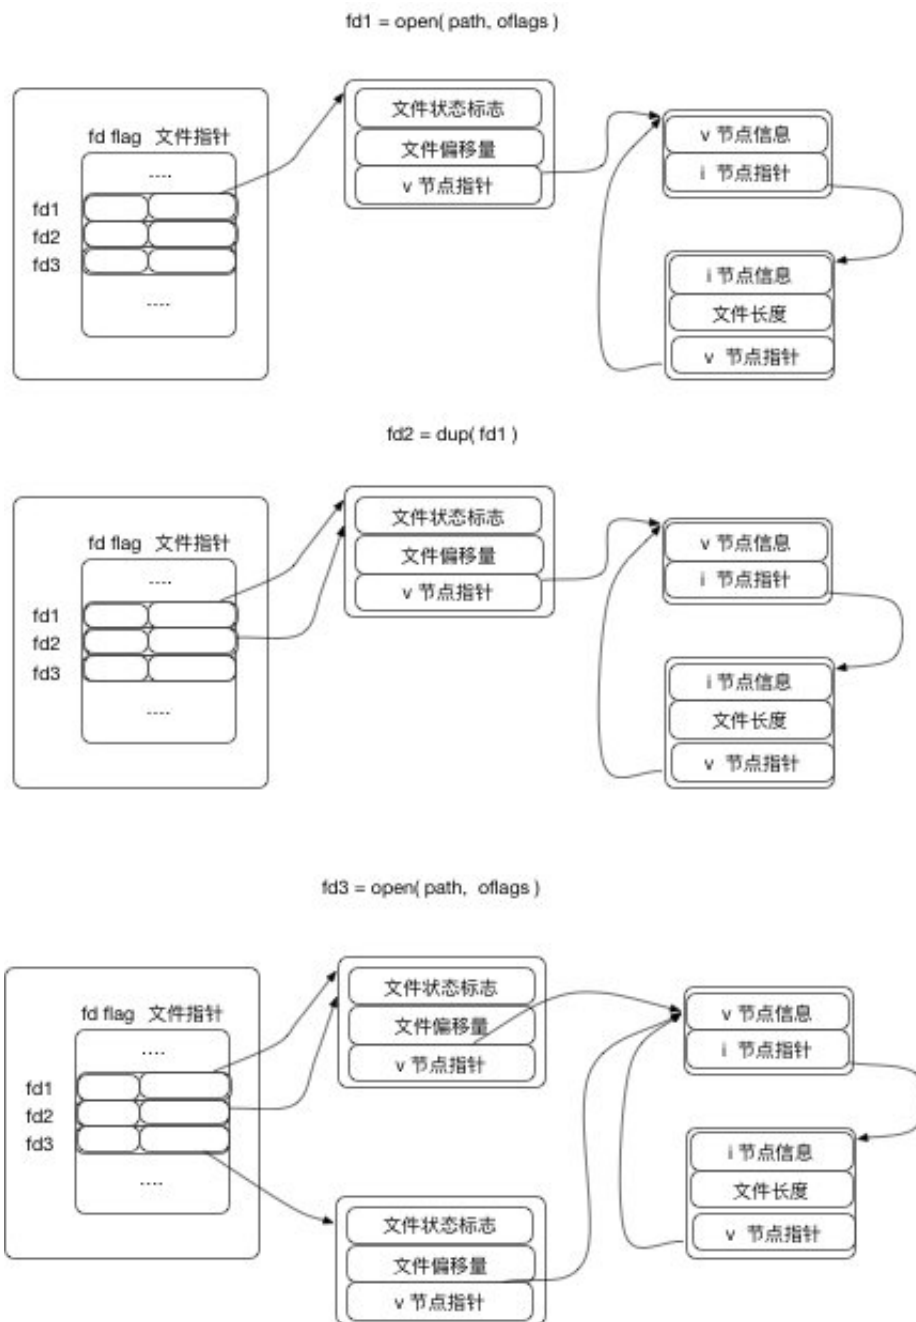 fd1 = open( path, oflags )
fd flag 文件指针
....
fd1
fd2
fd3
....
文件状态标志
文件偏移量
v 节点指针
v 节点信息
i 节点指针
i 节点信息
文件长度
v 节点指针
fd2 = dup( fd1 )
fd flag 文件指针
....
fd1
fd2
fd3
....
文件状态标志
文件偏移量
v 节点指针
v 节点信息
i 节点指针
i 节点信息
文件长度
v 节点指针
fd3 = open( path, oflags )
fd flag 文件指针
....
fd1
fd2
fd3
....
文件状态标志
文件偏移量
v 节点指针
文件状态标志
文件偏移量
v 节点指针
v 节点信息
i 节点指针
i 节点信息
文件长度
v 节点指针